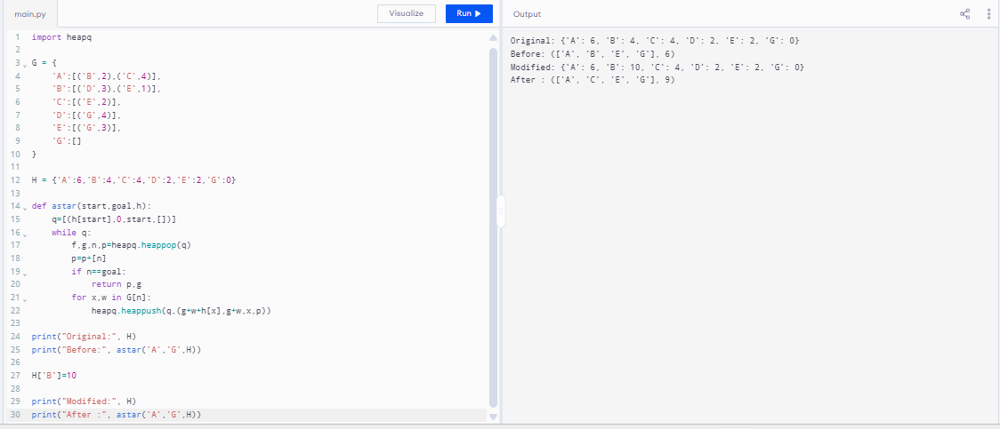 main.py
Visualize
Run
Output
1 import heapq
2
3 G = {
4 'A':[('B',2),('C',4)],
5 'B':[('D',3),('E',1)],
6 'C':[('E',2)],
7 'D':[('G',4)],
8 'E':[('G',3)],
9 'G':[]
10 }
11
12 H = {'A':6,'B':4,'C':4,'D':2,'E':2,'G':0}
13
14 def astar(start,goal,h):
15 q=[(h[start],0,start,[])]
16 while q:
17 f,g,n,p=heapq.heappop(q)
18 p=p+[n]
19 if n==goal:
20 return p,g
21 for x,w in G[n]:
22 heapq.heappush(q,(g+w+h[x],g+w,x,p))
23
24 print("Original:", H)
25 print("Before:", astar('A','G',H))
26
27 H['B']=10
28
29 print("Modified:", H)
30 print("After :", astar('A','G',H))
Original: {'A': 6, 'B': 4, 'C': 4, 'D': 2, 'E': 2, 'G': 0}
Before: (['A', 'B', 'E', 'G'], 6)
Modified: {'A': 6, 'B': 10, 'C': 4, 'D': 2, 'E': 2, 'G': 0}
After : (['A', 'C', 'E', 'G'], 9)